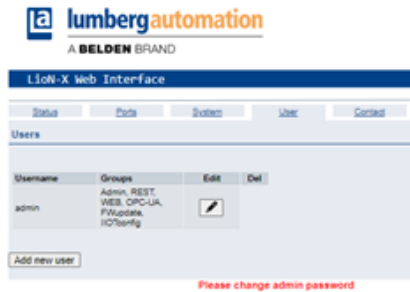 lumbergautomation
A BELDEN BRAND
LioN-X Web Interface
Status Ports System User Contact
Users
Username Groups Edit Del
admin
Admin, REST,
WEB, OPC-UA,
FWupdate,
IIOTconfig
Add new user
Please change admin password